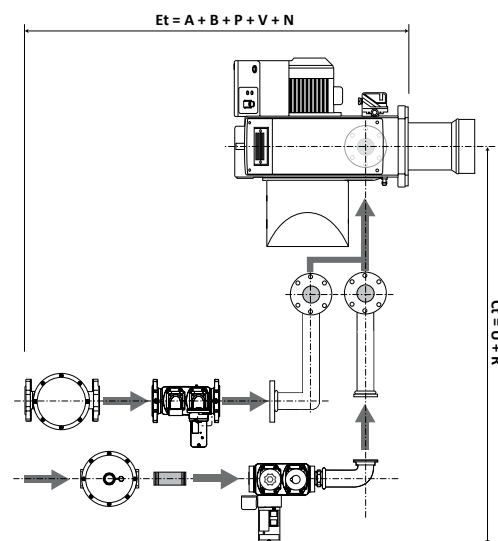 Et = A + B + P + V + N
Ct = U + R